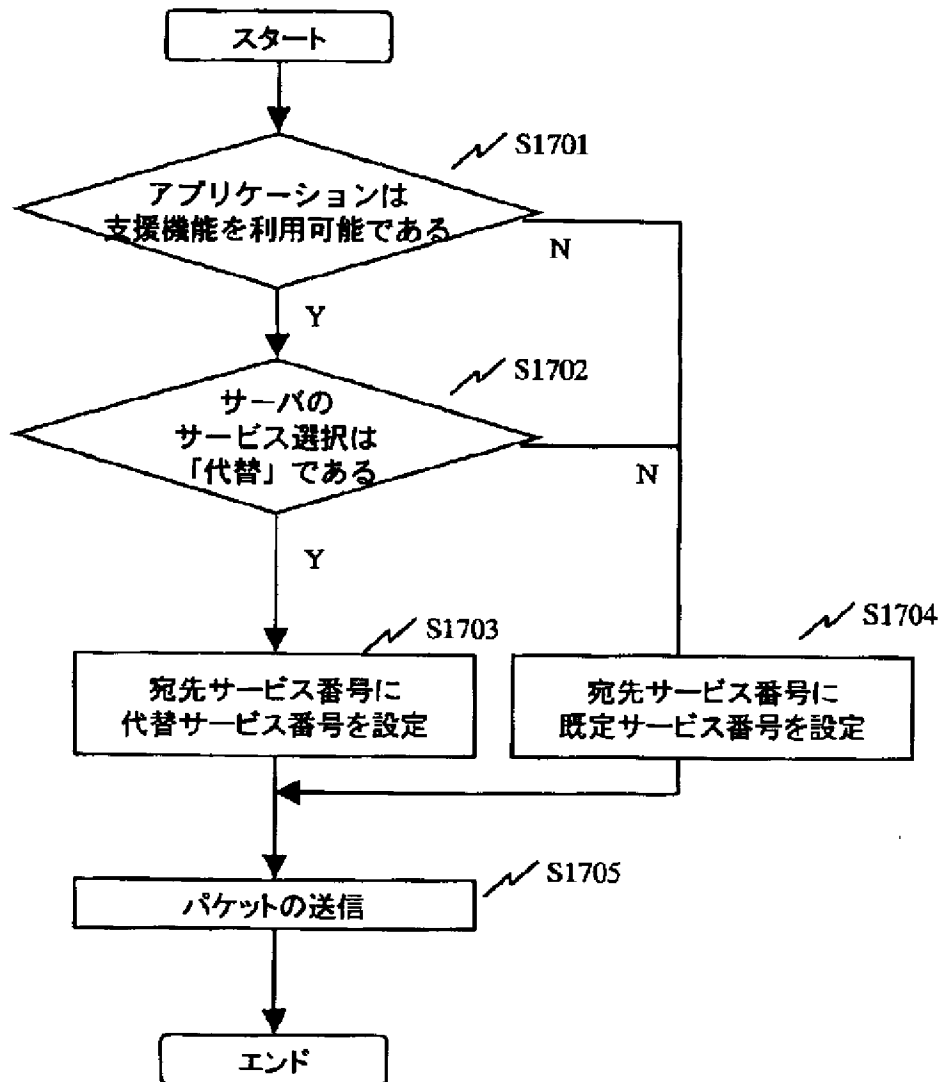 スタート
S1701
アプリケーションは
支援機能を利用可能である
N
Y
S1702
サーバの
サービス選択は
「代替」である
N
Y
S1703
宛先サービス番号に
代替サービス番号を設定
S1704
宛先サービス番号に
既定サービス番号を設定
S1705
パケットの送信
エンド